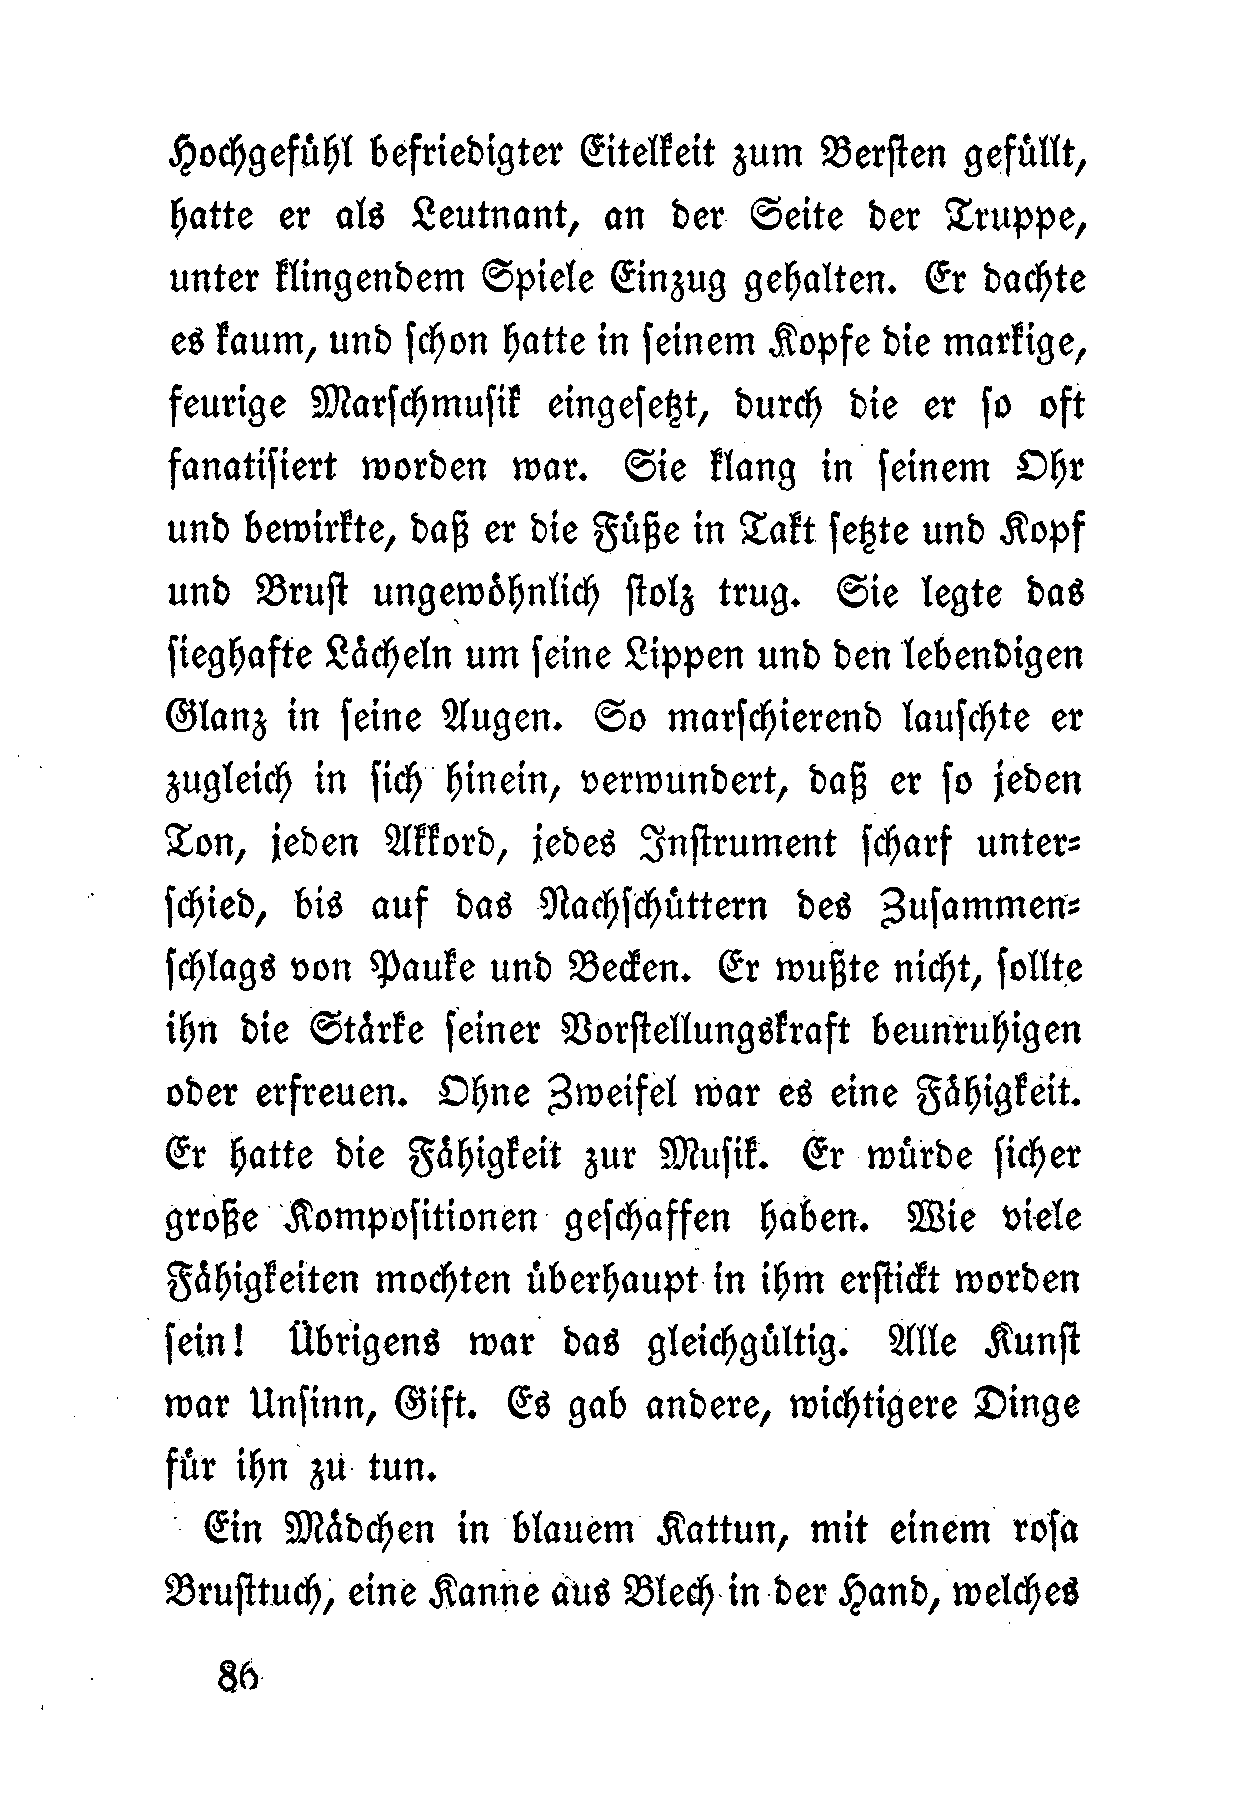 Hochgefühl befriedigter Eitelkeit zum Berſten gefüllt,
hatte er als Leutnant, an der Seite der Truppe,
unter klingendem Spiele Einzug gehalten. Er dachte
es kaum, und ſchon hatte in ſeinem Kopfe die markige,
feurige Marſchmuſik eingeſetzt, durch die er ſo oft
fanatiſiert worden war. Sie klang in ſeinem Ohr
und bewirkte, daß er die Füße in Takt ſetzte und Kopf
und Bruſt ungewöhnlich ſtolz trug. Sie legte das
ſieghafte Lächeln um ſeine Lippen und den lebendigen
Glanz in ſeine Augen. So marſchierend lauſchte er
zugleich in ſich hinein, verwundert, daß er ſo jeden
Ton, jeden Akkord, jedes Inſtrument ſcharf unter⸗
ſchied, bis auf das Nachſchüttern des Zuſammen⸗
ſchlags von Pauke und Becken. Er wußte nicht, ſollte
ihn die Stärke ſeiner Vorſtellungskraft beunruhigen
oder erfreuen. Ohne Zweifel war es eine Fähigkeit.
Er hatte die Fähigkeit zur Muſik. Er würde ſicher
große Kompoſitionen geſchaffen haben. Wie viele
Fähigkeiten mochten überhaupt in ihm erſtickt worden
ſein! Übrigens war das gleichgültig. Alle Kunſt
war Unſinn, Gift. Es gab andere, wichtigere Dinge
für ihn zu tun.
Ein Mädchen in blauem Kattun, mit einem roſa
Bruſttuch, eine Kanne aus Blech in der Hand, welches
86